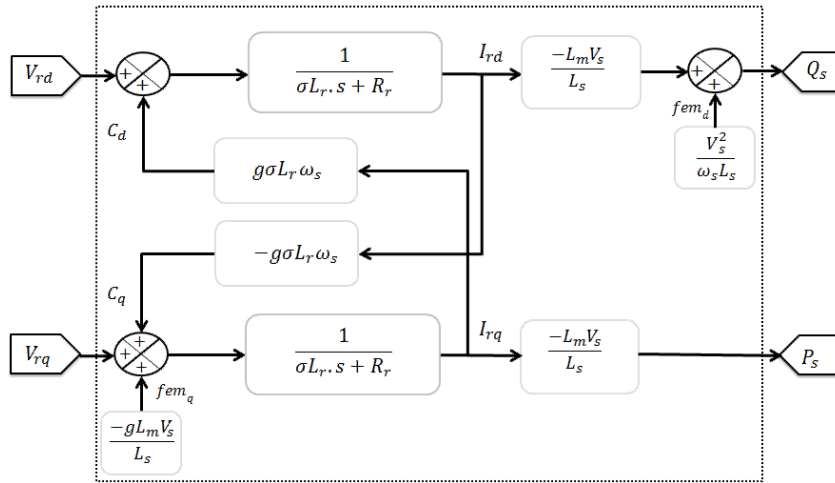 V_rd
+
+
C_d
1
σL_r.s + R_r
I_rd
−L_mV_s
L_s
+
+
Q_s
fem_d
V_s^2
ω_sL_s
gσL_rω_s
−gσL_rω_s
C_q
V_rq
+
+
+
fem_q
−gL_mV_s
L_s
1
σL_r.s + R_r
I_rq
−L_mV_s
L_s
P_s